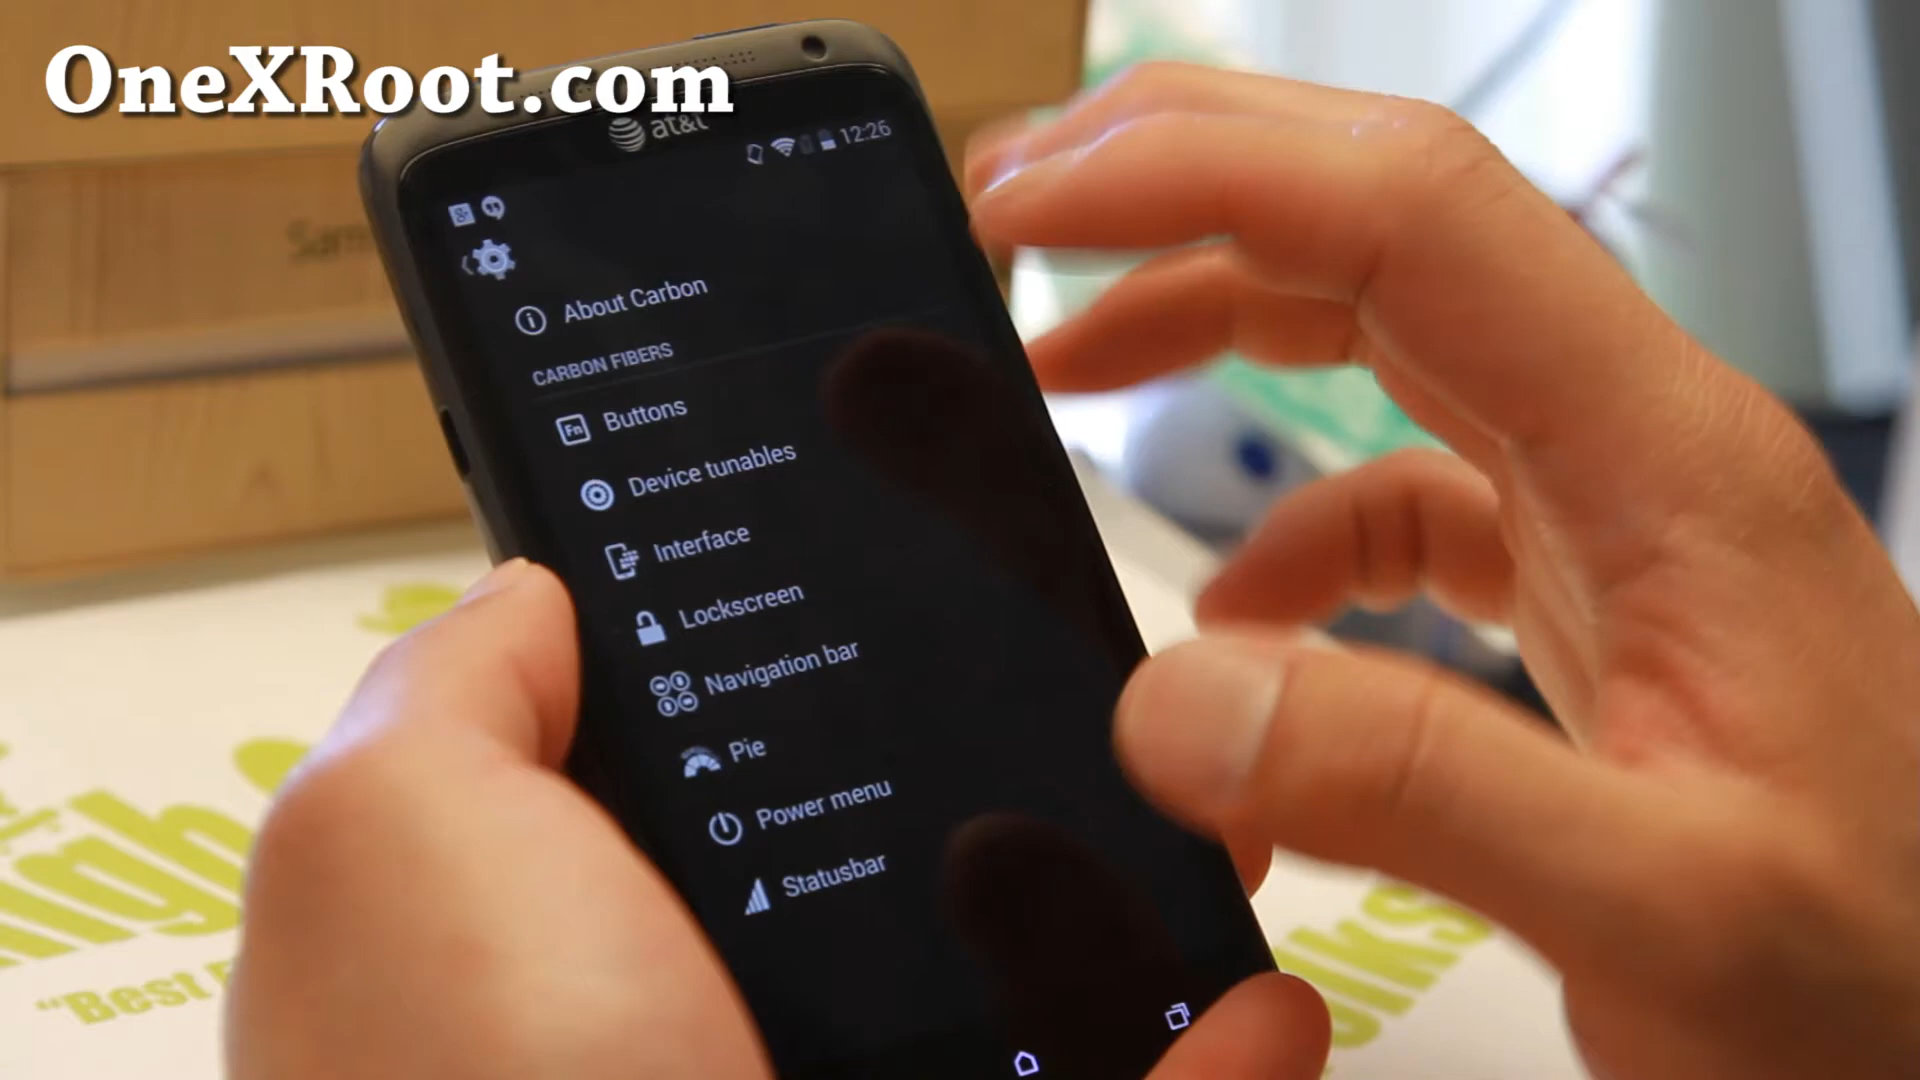 OneXRoot.com
at&t
12:26
About Carbon
CARBON FIBERS
Fn
Buttons
Device tunables
Interface
Lockscreen
Navigation bar
Pie
Power menu
Statusbar
Sam
"Best